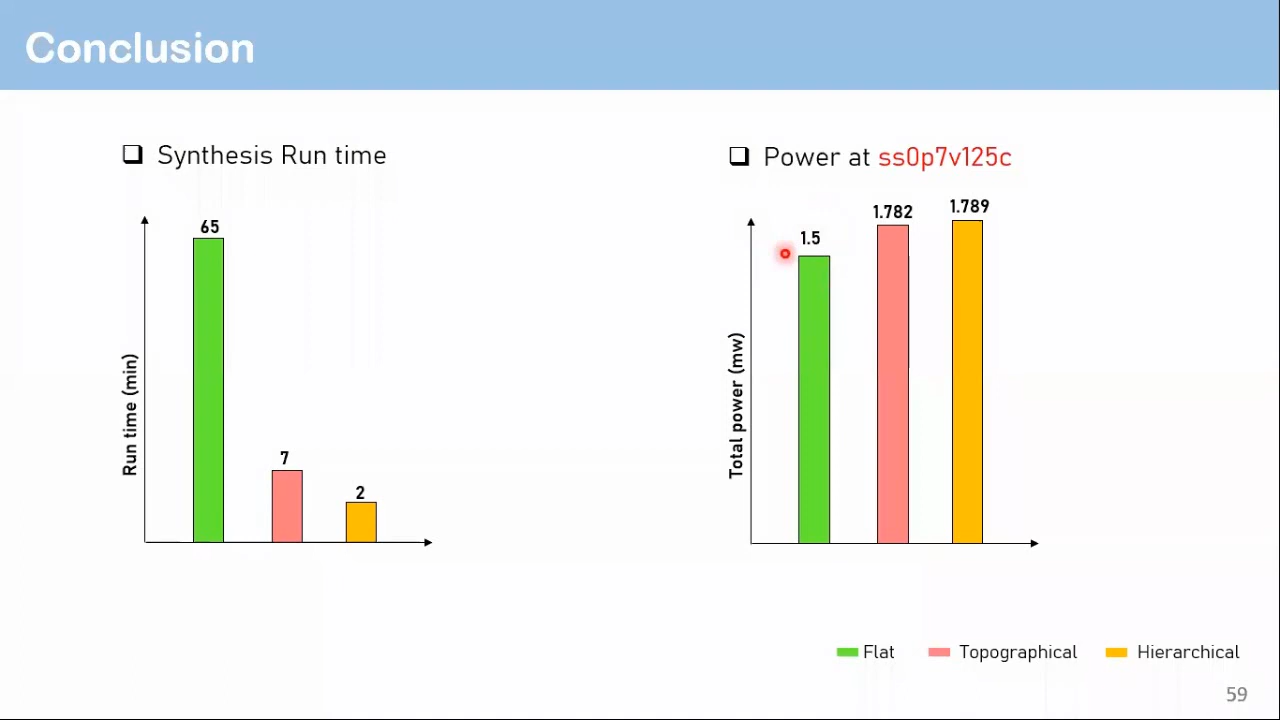 Conclusion
❑ Synthesis Run time
65
7
2
Run time (min)
❑ Power at ss0p7v125c
1.5
1.782
1.789
Total power (mw)
Flat
Topographical
Hierarchical
59